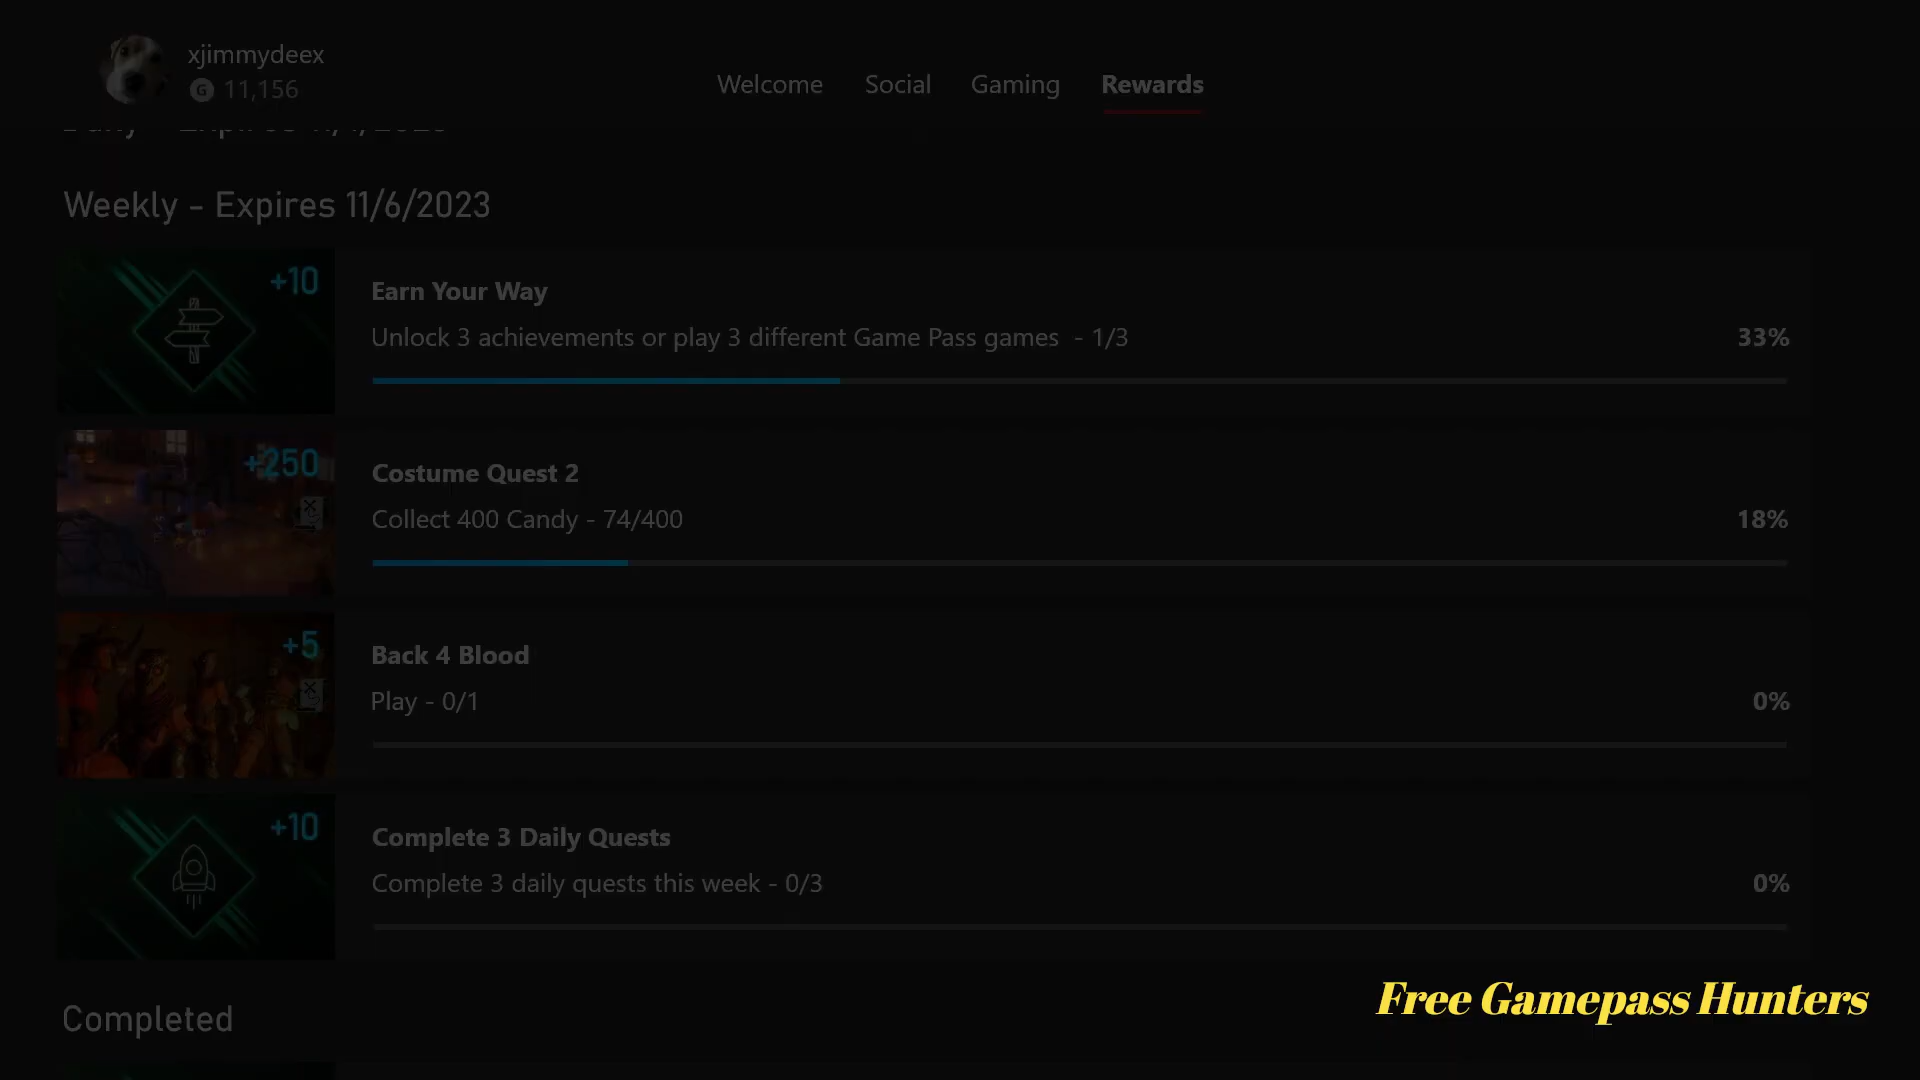 xjimmydeex
G 11,156
Welcome Social Gaming Rewards
Weekly - Expires 11/6/2023
+10
Earn Your Way
Unlock 3 achievements or play 3 different Game Pass games - 1/3
33%
+250
Costume Quest 2
Collect 400 Candy - 74/400
18%
+5
Back 4 Blood
Play - 0/1
0%
+10
Complete 3 Daily Quests
Complete 3 daily quests this week - 0/3
0%
Free Gamepass Hunters
Completed